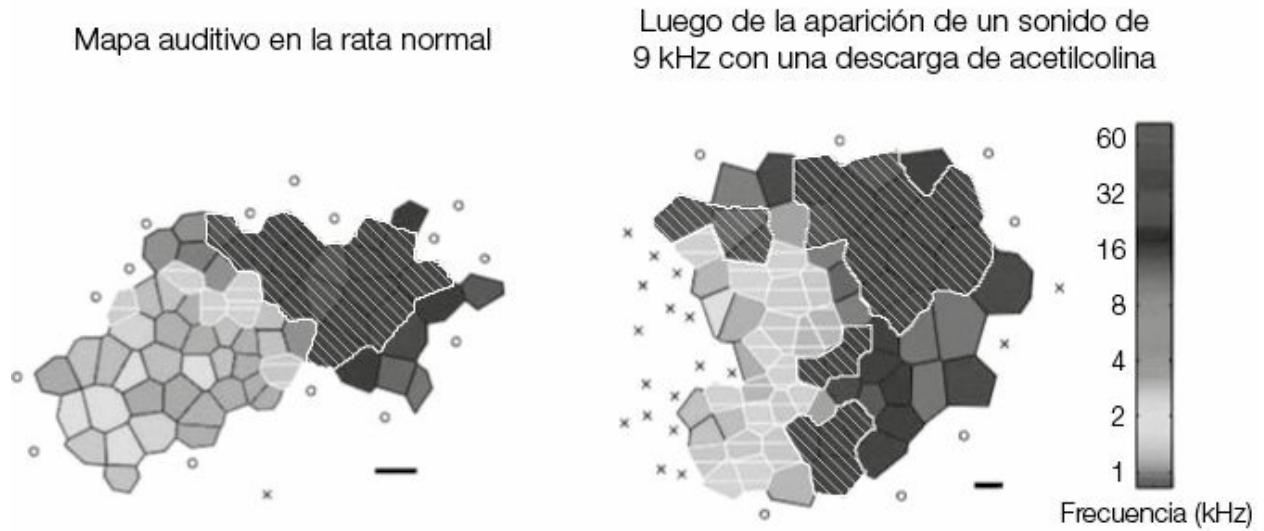 Mapa auditivo en la rata normal
Luego de la aparición de un sonido de
9 kHz con una descarga de acetilcolina
60
32
16
8
4
2
1
Frecuencia (kHz)